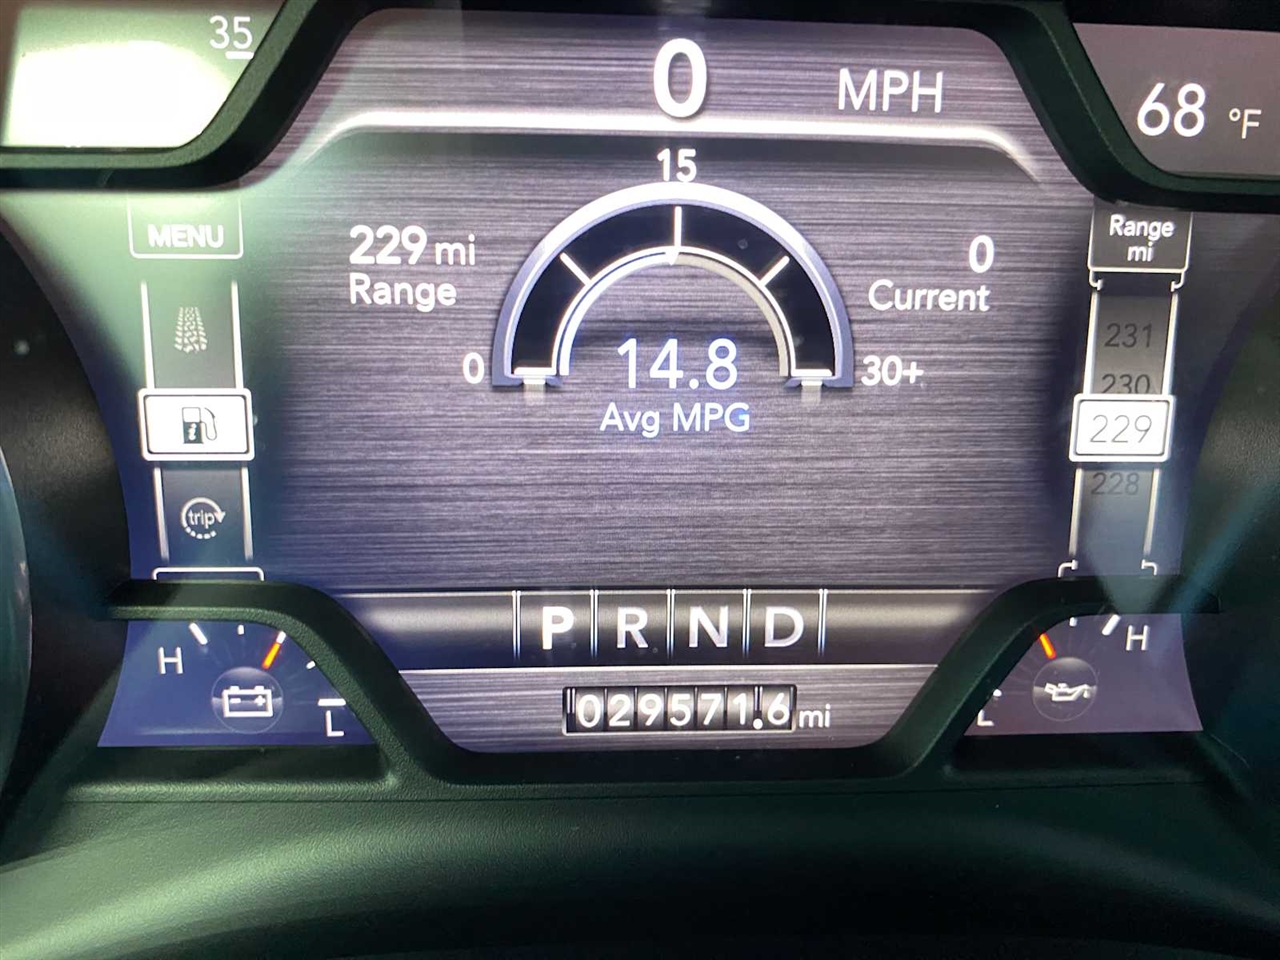 35
0 MPH
68 °F
15
MENU
229 mi
Range
0
Current
Range
mi
231
230
229
228
0
30+
14.8
Avg MPG
trip
P R N D
H
L
H
L
029571.6 mi